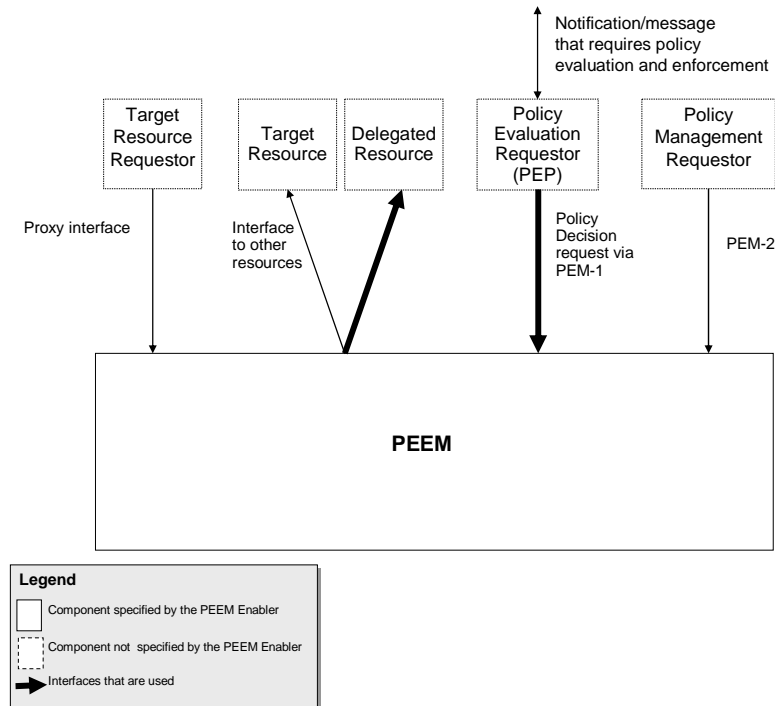 Notification/message
that requires policy
evaluation and enforcement
Target
Resource
Requestor
Target
Resource
Delegated
Resource
Policy
Evaluation
Requestor
(PEP)
Policy
Management
Requestor
Proxy interface
Interface
to other
resources
Policy
Decision
request via
PEM-1
PEM-2
PEEM
Legend
Component specified by the PEEM Enabler
Component not specified by the PEEM Enabler
Interfaces that are used